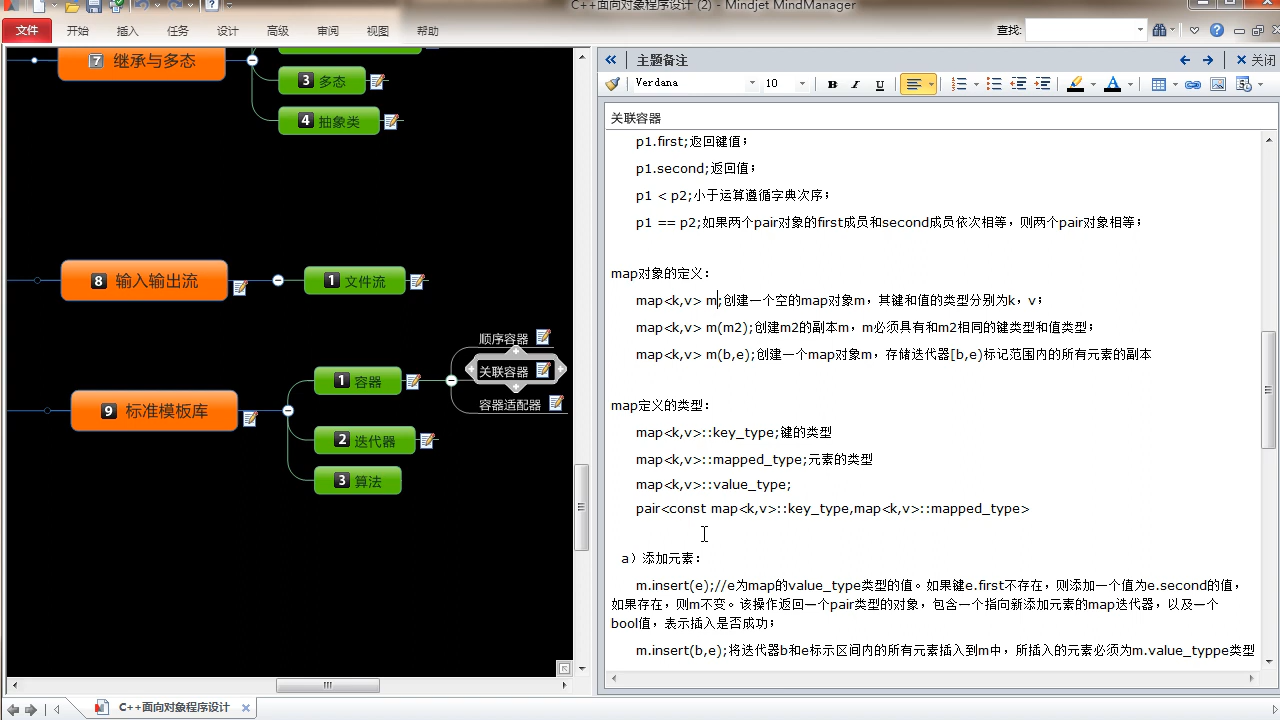 C++面向对象程序设计 (2) - Mindjet MindManager
文件 开始 插入 任务 设计 高级 审阅 视图 帮助 查找:
7 继承与多态
3 多态
4 抽象类
8 输入输出流
1 文件流
9 标准模板库
1 容器
顺序容器
关联容器
容器适配器
2 迭代器
3 算法
C++面向对象程序设计
主题备注 关闭
Verdana 10 B I U A
关联容器
p1.first;返回键值;
p1.second;返回值;
p1 < p2;小于运算遵循字典次序;
p1 == p2;如果两个pair对象的first成员和second成员依次相等，则两个pair对象相等;
map对象的定义:
map<k,v> m;创建一个空的map对象m，其键和值的类型分别为k，v;
map<k,v> m(m2);创建m2的副本m，m必须具有和m2相同的键类型和值类型;
map<k,v> m(b,e);创建一个map对象m，存储迭代器[b,e)标记范围内的所有元素的副本
map定义的类型:
map<k,v>::key_type;键的类型
map<k,v>::mapped_type;元素的类型
map<k,v>::value_type;
pair<const map<k,v>::key_type,map<k,v>::mapped_type>
a）添加元素:
m.insert(e);//e为map的value_type类型的值。如果键e.first不存在，则添加一个值为e.second的值，
如果存在，则m不变。该操作返回一个pair类型的对象，包含一个指向新添加元素的map迭代器，以及一个
bool值，表示插入是否成功;
m.insert(b,e);将迭代器b和e标示区间内的所有元素插入到m中，所插入的元素必须为m.value_typpe类型